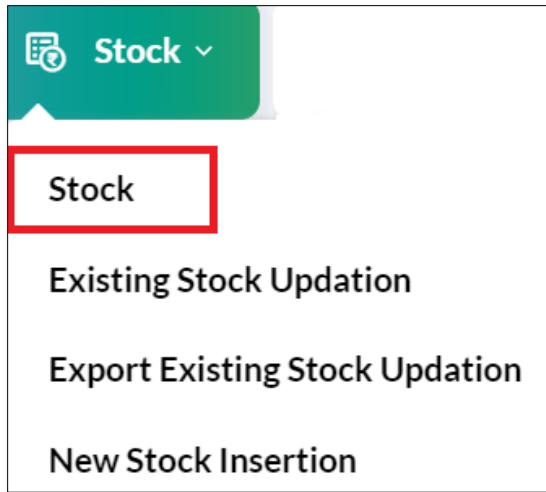 Stock
Stock
Existing Stock Updation
Export Existing Stock Updation
New Stock Insertion